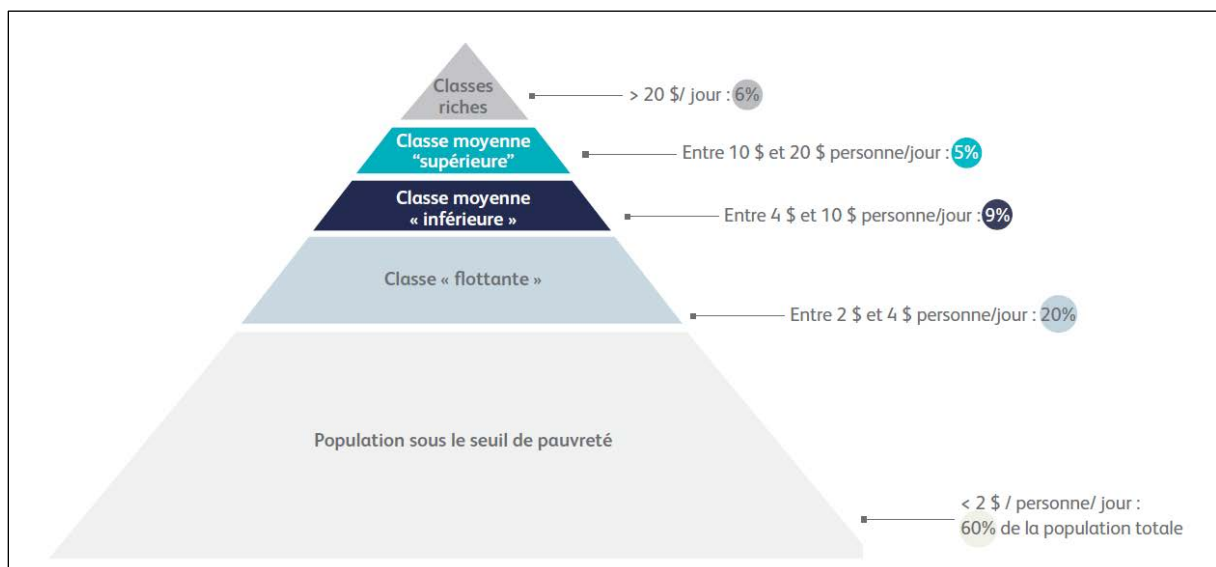 Classes
riches
> 20 $/ jour : 6%
Classe moyenne
“supérieure”
Entre 10 $ et 20 $ personne/jour : 5%
Classe moyenne
« inférieure »
Entre 4 $ et 10 $ personne/jour : 9%
Classe « flottante »
Entre 2 $ et 4 $ personne/jour : 20%
Population sous le seuil de pauvreté
< 2 $ / personne/ jour :
60% de la population totale